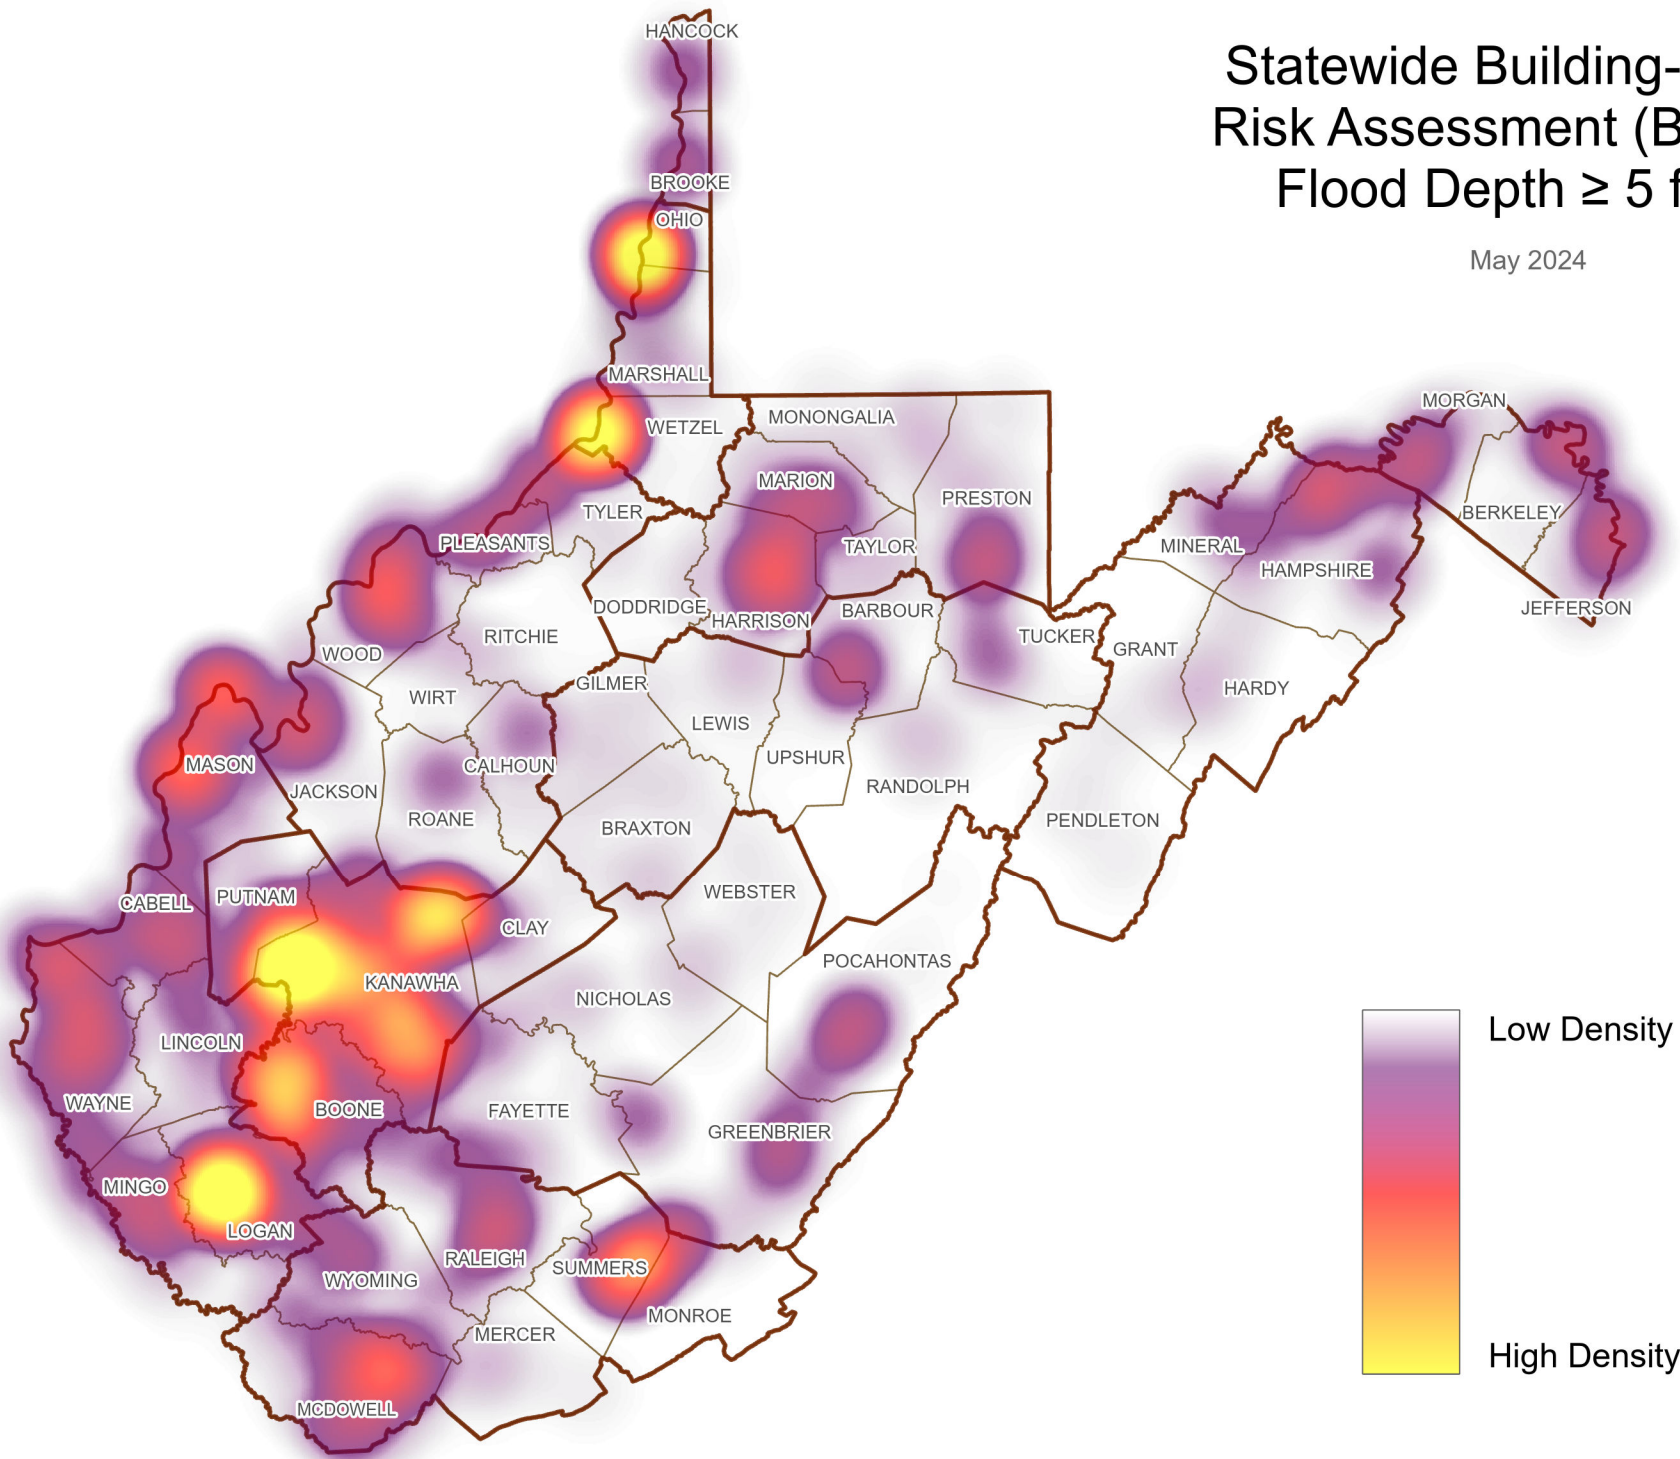 Statewide Building-
Risk Assessment (B
Flood Depth ≥ 5 f
May 2024
HANCOCK
BROOKE
OHIO
MARSHALL
WETZEL
MONONGALIA
MORGAN
MARION
PRESTON
TYLER
BERKELEY
PLEASANTS
TAYLOR
MINERAL
HAMPSHIRE
DODDRIDGE
BARBOUR
JEFFERSON
HARRISON
RITCHIE
TUCKER
GRANT
WOOD
GILMER
HARDY
WIRT
LEWIS
UPSHUR
MASON
CALHOUN
JACKSON
RANDOLPH
ROANE
BRAXTON
PENDLETON
WEBSTER
PUTNAM
CABELL
CLAY
POCAHONTAS
KANAWHA
NICHOLAS
LINCOLN
WAYNE
BOONE
FAYETTE
GREENBRIER
MINGO
LOGAN
RALEIGH
SUMMERS
WYOMING
MONROE
MERCER
MCDOWELL
Low Density
High Density